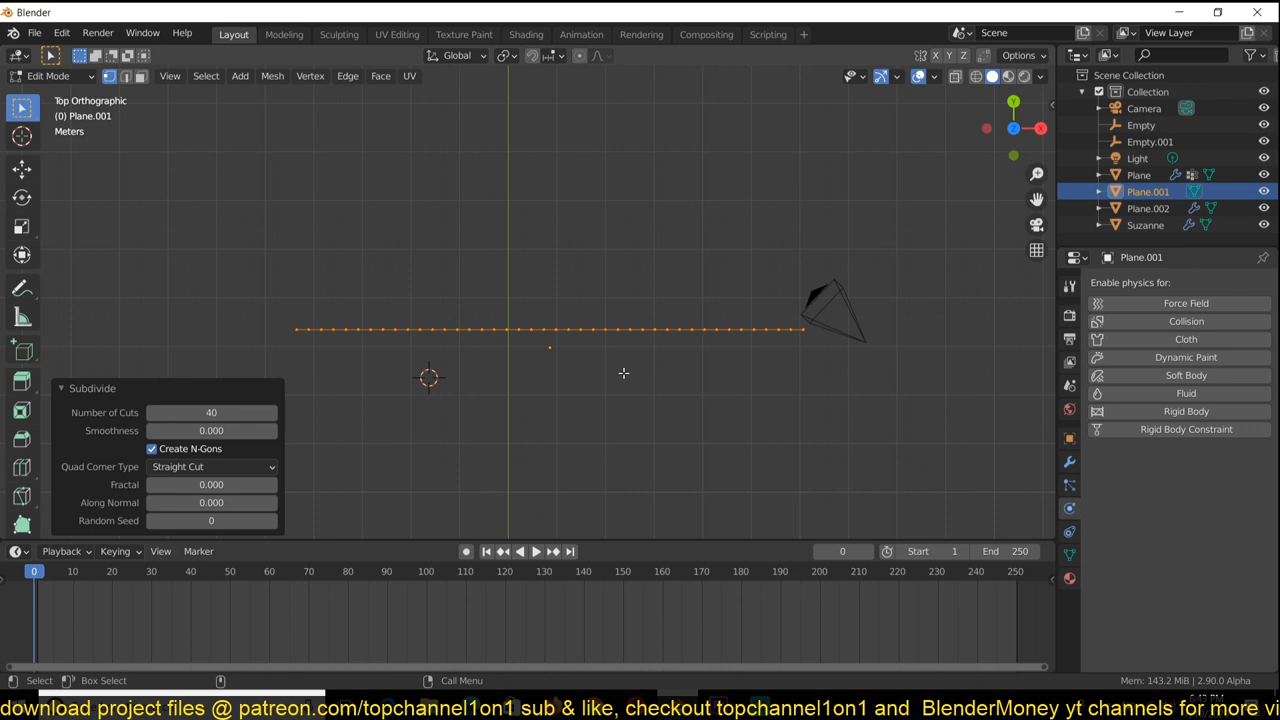 Blender
File Edit Render Window Help Layout Modeling Sculpting UV Editing Texture Paint Shading Animation Rendering Compositing Scripting + Scene View Layer
Global X Y Z Options
Edit Mode View Select Add Mesh Vertex Edge Face UV
Top Orthographic
(0) Plane.001
Meters
Y
Z X
Scene Collection
Collection
Camera
Empty
Empty.001
Light
Plane
Plane.001
Plane.002
Suzanne
Plane.001
Enable physics for:
Force Field
Collision
Cloth
Dynamic Paint
Soft Body
Fluid
Rigid Body
Rigid Body Constraint
Subdivide
Number of Cuts 40
Smoothness 0.000
Create N-Gons
Quad Corner Type Straight Cut
Fractal 0.000
Along Normal 0.000
Random Seed 0
Playback Keying View Marker 0 Start 1 End 250
0 10 20 30 40 50 60 70 80 90 100 110 120 130 140 150 160 170 180 190 200 210 220 230 240 250
Select Box Select Call Menu Mem: 143.2 MiB | 2.90.0 Alpha
download project files @ patreon.com/topchannel1on1 sub & like, checkout topchannel1on1 and BlenderMoney yt channels for more vi